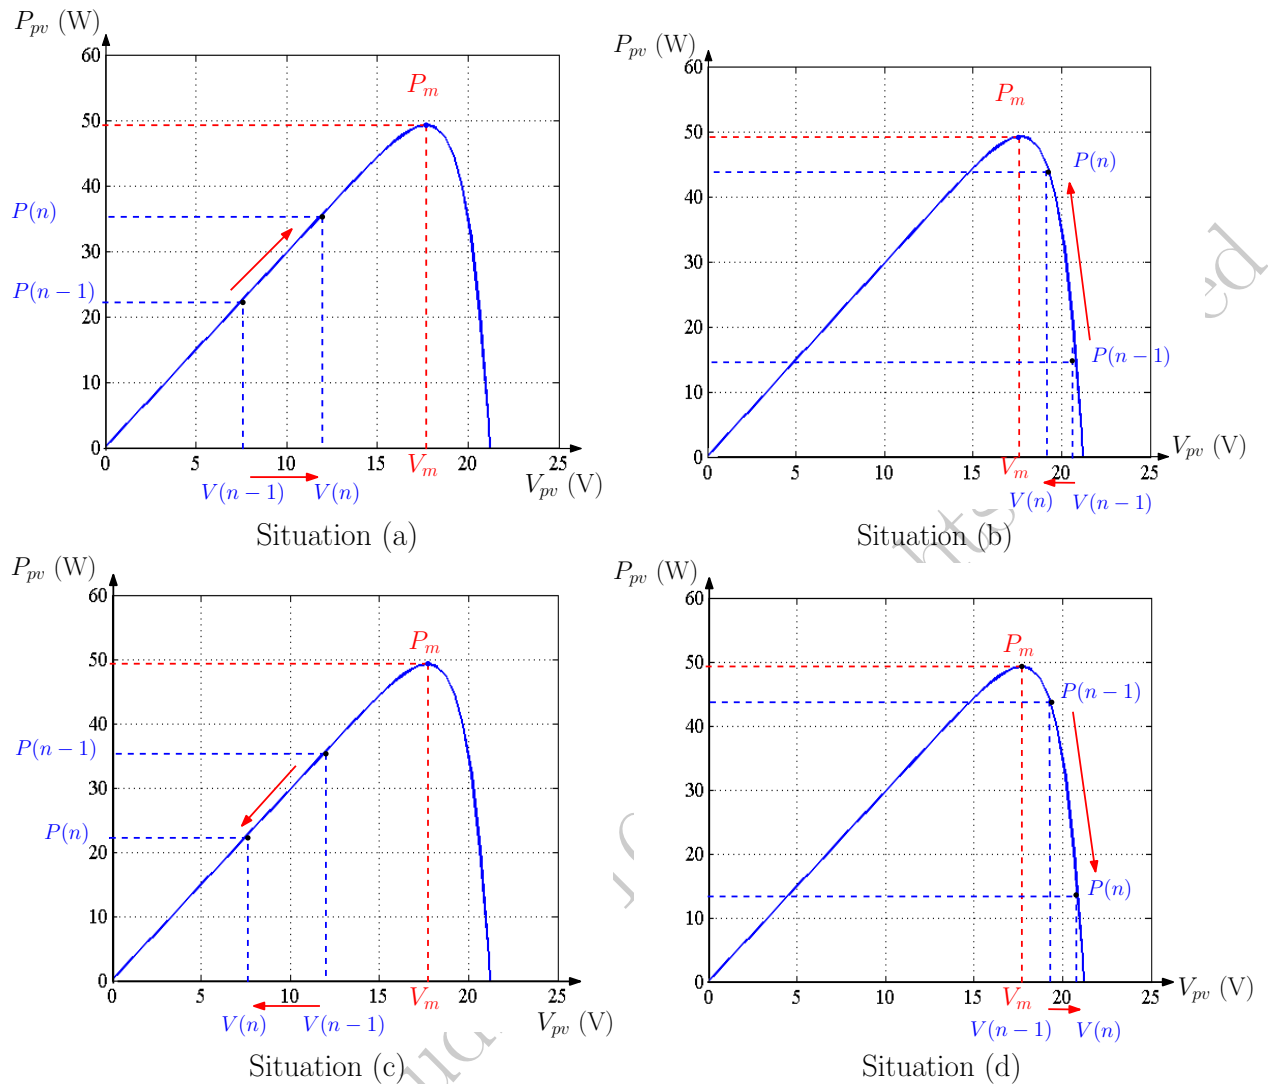 P_pv (W)
60
50
40
30
20
10
0
P_m
P(n)
P(n − 1)
0 5 10 15 20 25
V_m
V_pv (V)
V(n − 1) V(n)
Situation (a)
P_pv (W)
60
50
40
30
20
10
0
P_m
P(n)
P(n − 1)
0 5 10 15 20 25
V_pv (V)
V_m
V(n) V(n − 1)
Situation (b)
P_pv (W)
60
50
40
30
20
10
0
P_m
P(n − 1)
P(n)
0 5 10 15 20 25
V_m
V_pv (V)
V(n) V(n − 1)
Situation (c)
P_pv (W)
60
50
40
30
20
10
0
P_m
P(n − 1)
P(n)
0 5 10 15 20 25
V_pv (V)
V_m
V(n − 1) V(n)
Situation (d)